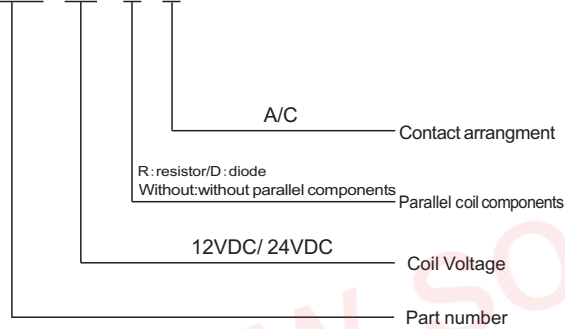 A/C
Contact arrangment
R:resistor/D:diode
Without:without parallel components
Parallel coil components
12VDC/ 24VDC
Coil Voltage
Part number